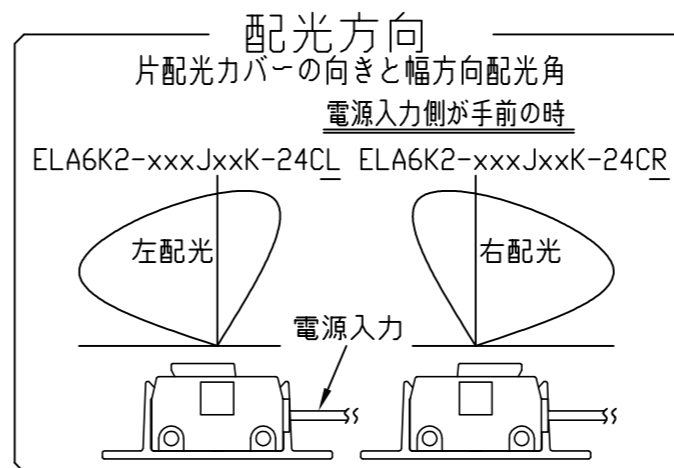 配光方向
片配光カバーの向きと幅方向配光角
電源入力側が手前の時
ELA6K2-xxxJxxK-24CL ELA6K2-xxxJxxK-24CR
左配光 右配光
電源入力